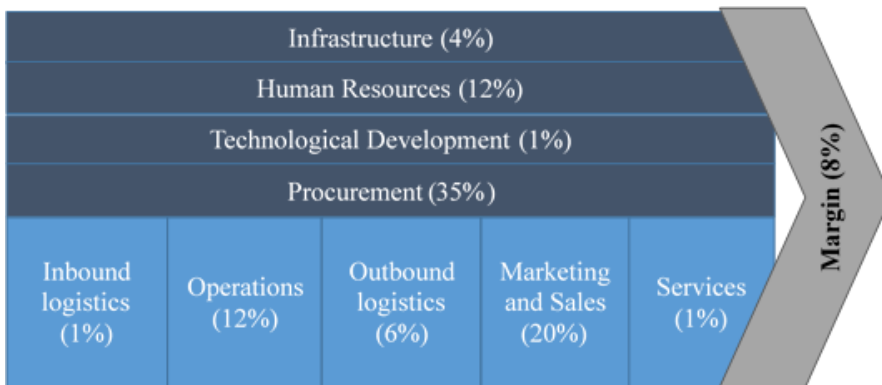 Infrastructure (4%)
Human Resources (12%)
Technological Development (1%)
Procurement (35%)
Inbound
logistics
(1%)
Operations
(12%)
Outbound
logistics
(6%)
Marketing
and Sales
(20%)
Services
(1%)
Margin (8%)